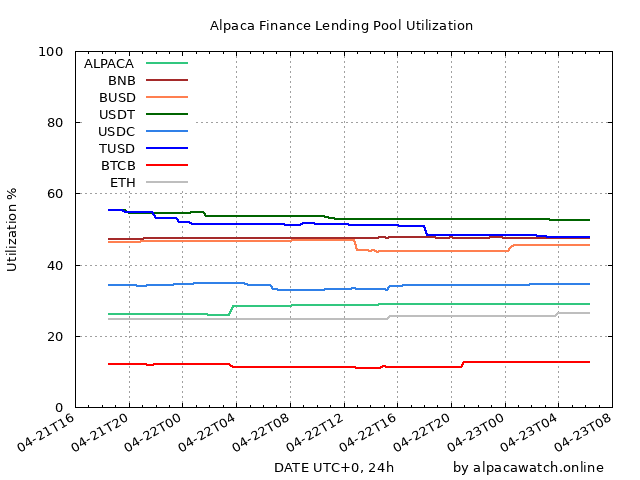 Alpaca Finance Lending Pool Utilization
100
80
60
40
20
0
Utilization %
ALPACA
BNB
BUSD
USDT
USDC
TUSD
BTCB
ETH
04-21T16
04-21T20
04-22T00
04-22T04
04-22T08
04-22T12
04-22T16
04-22T20
04-23T00
04-23T04
04-23T08
DATE UTC+0, 24h
by alpacawatch.online